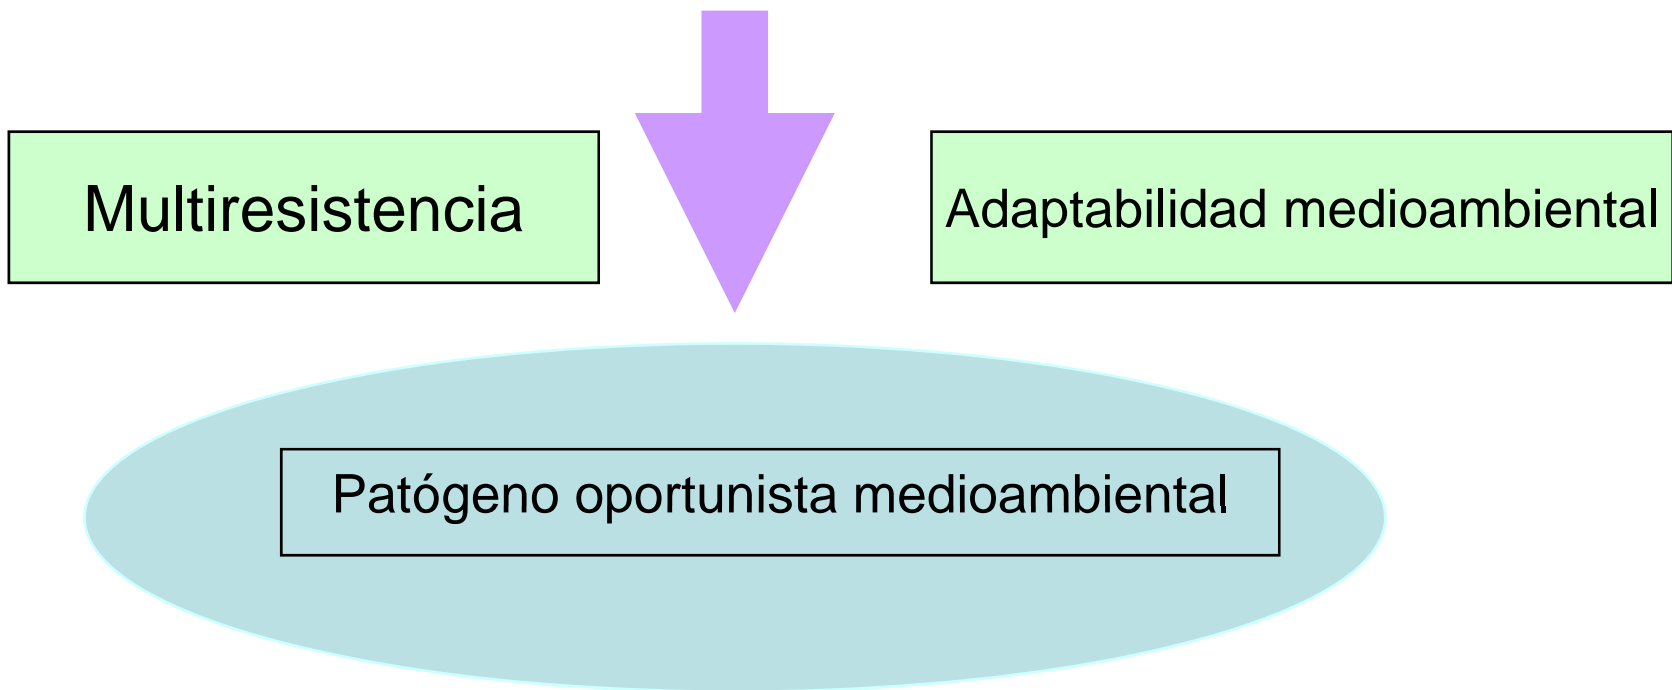 Multiresistencia
Adaptabilidad medioambiental
Patógeno oportunista medioambiental